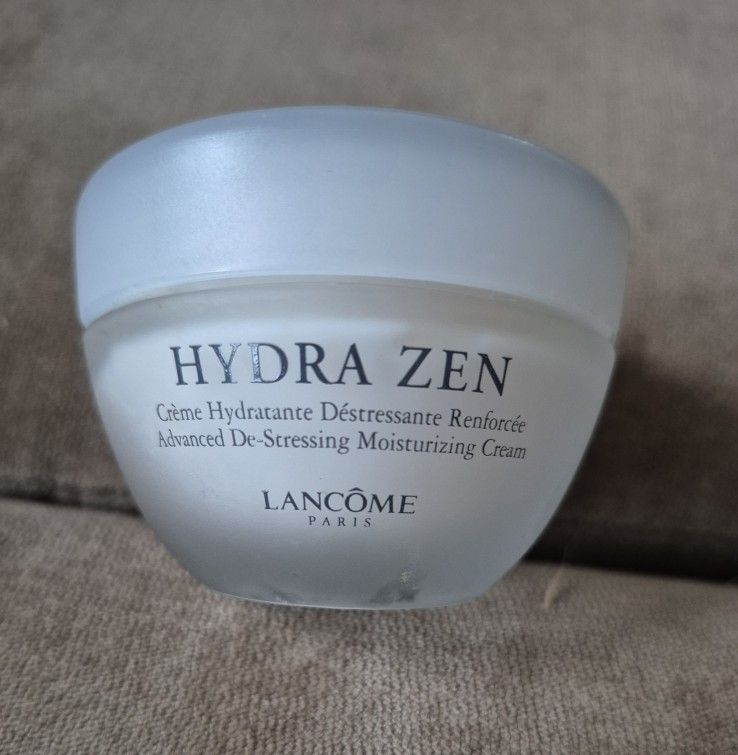 HYDRA ZEN
Crème Hydratante Déstressante Renforcée
Advanced De-Stressing Moisturizing Cream
LANCÔME
PARIS